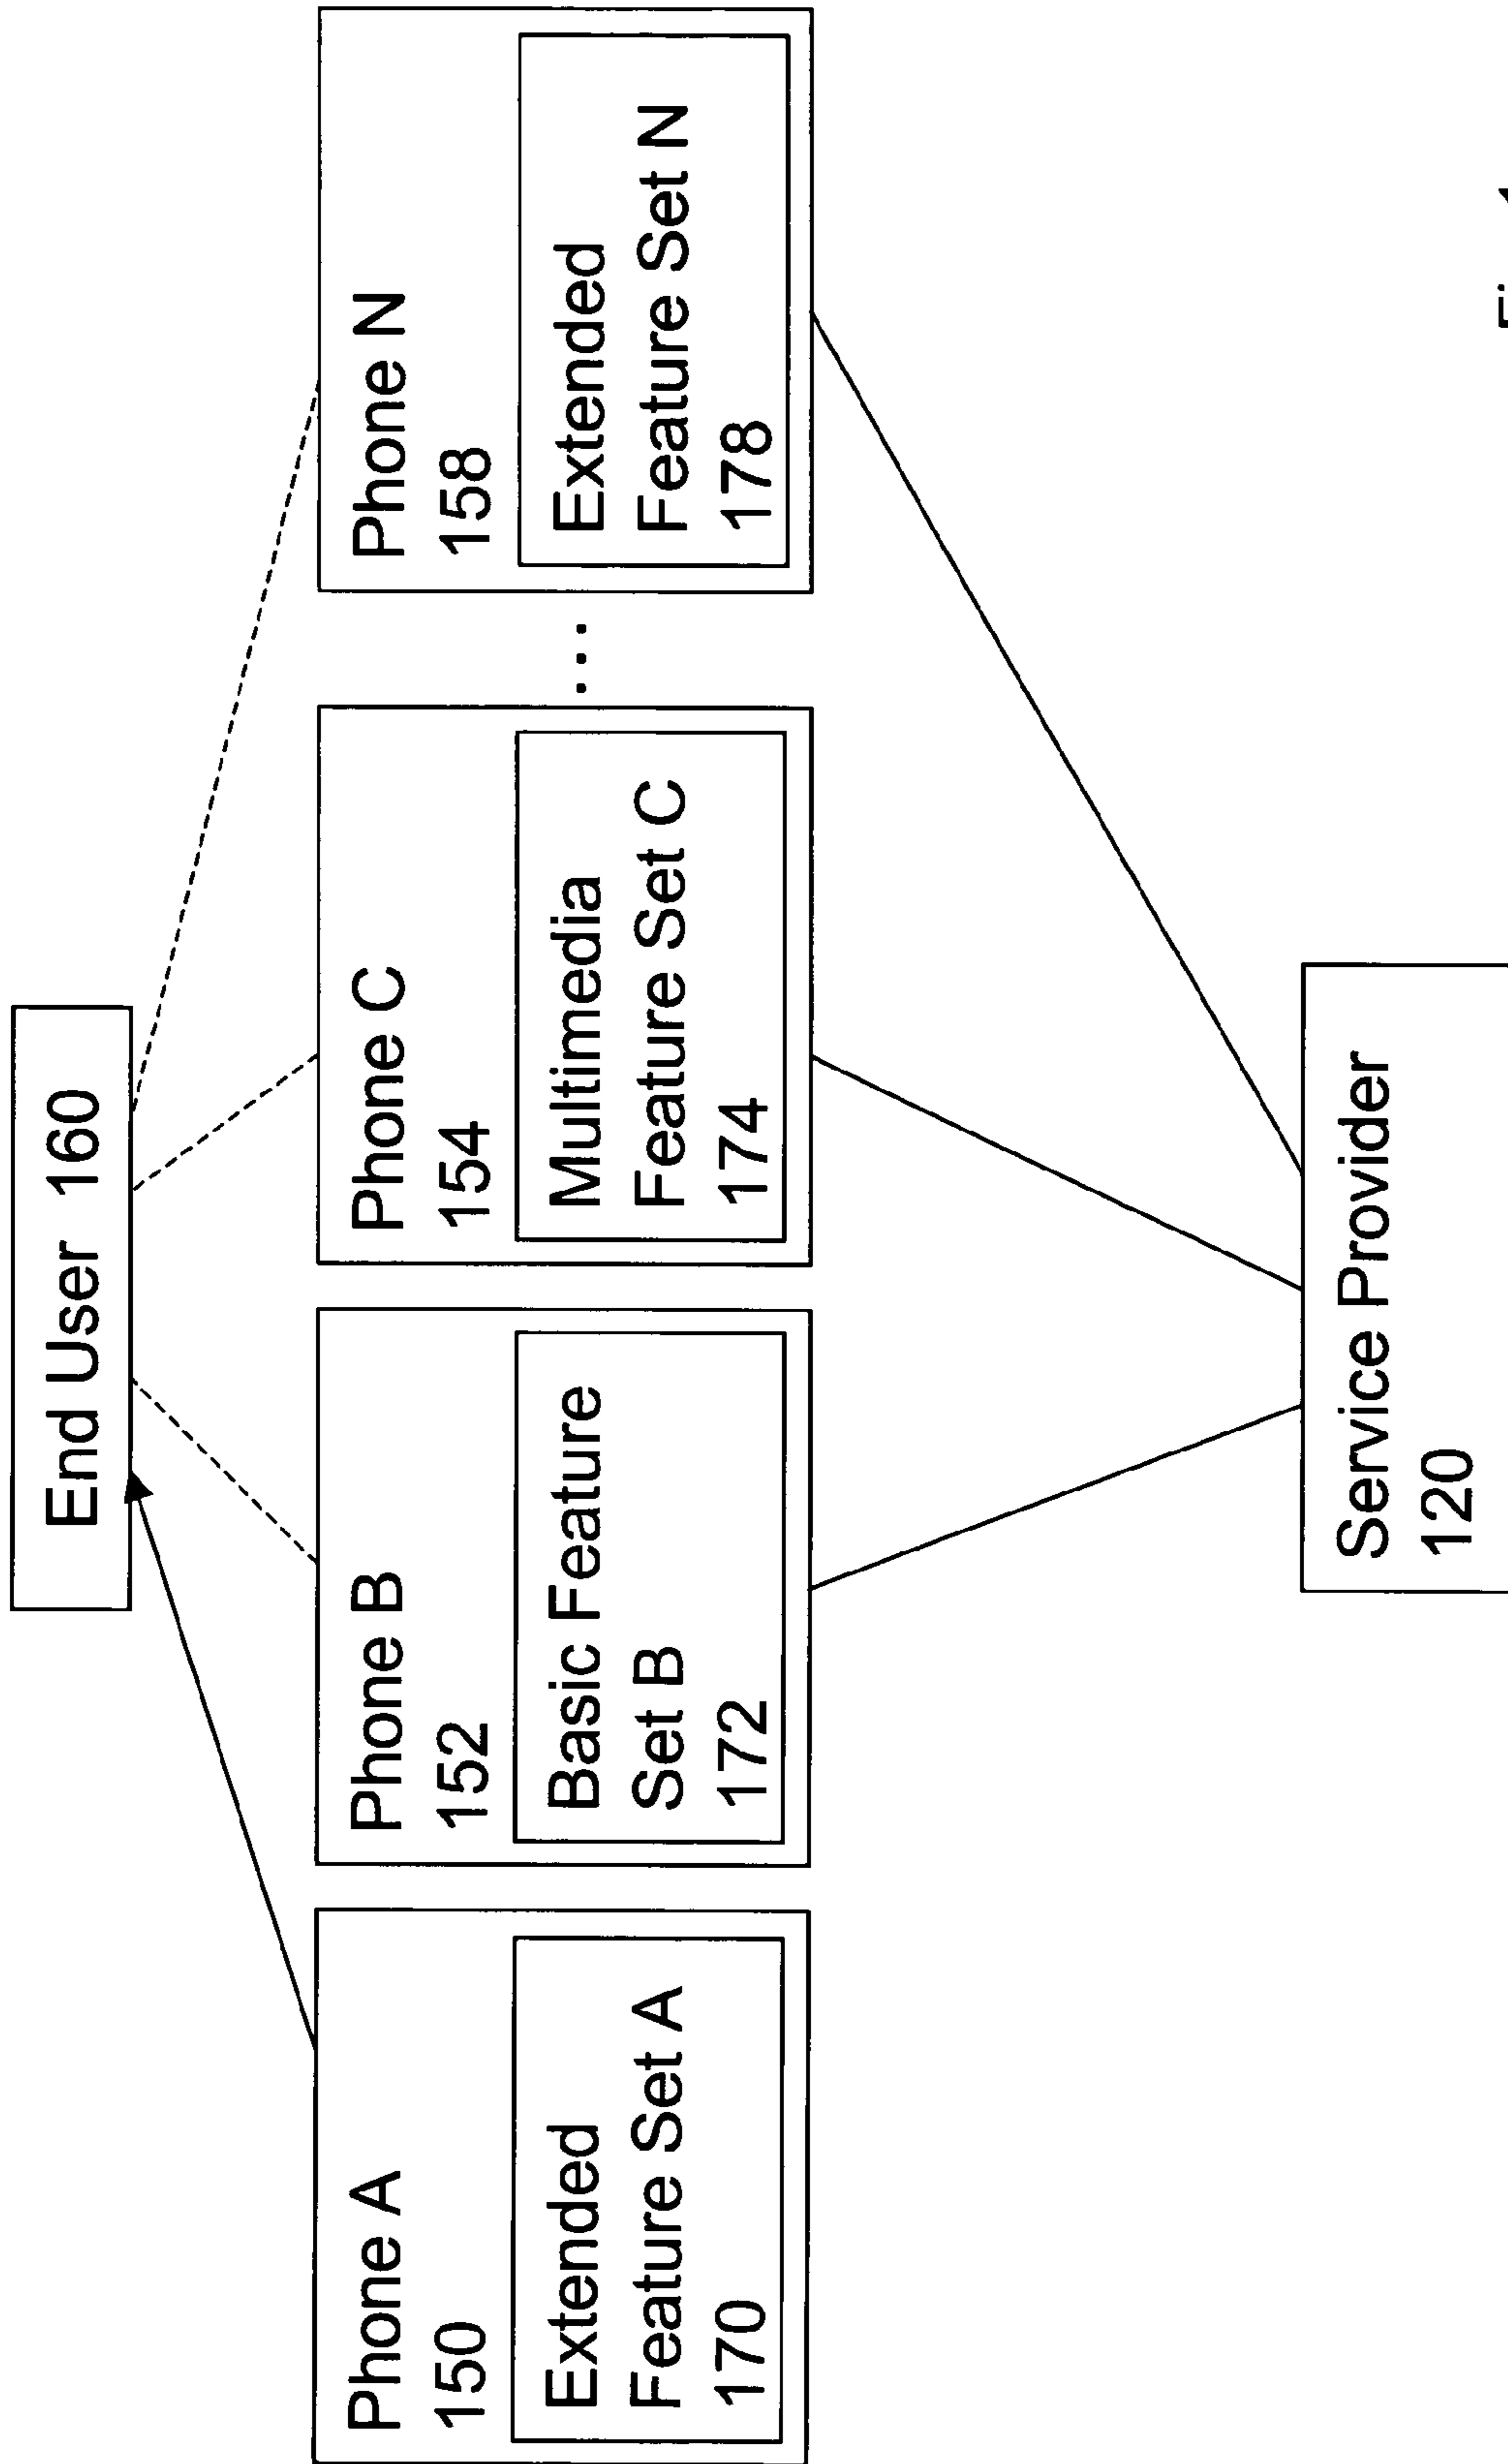 End User 160
Phone A
150
Extended
Feature Set A
170
Phone B
152
Basic Feature
Set B
172
Phone C
154
Multimedia
Feature Set C
174
...
Phone N
158
Extended
Feature Set N
178
Service Provider
120